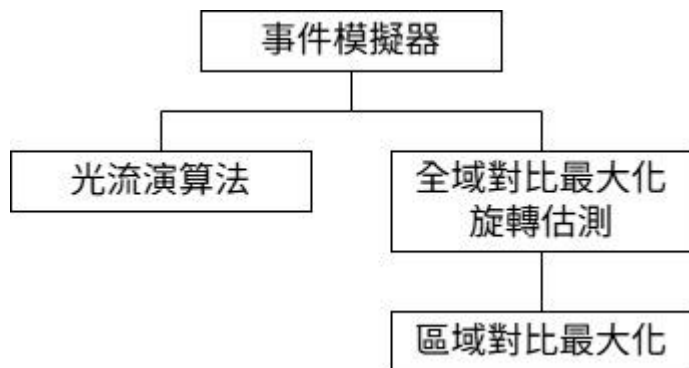 事件模擬器
光流演算法
全域對比最大化
旋轉估測
區域對比最大化